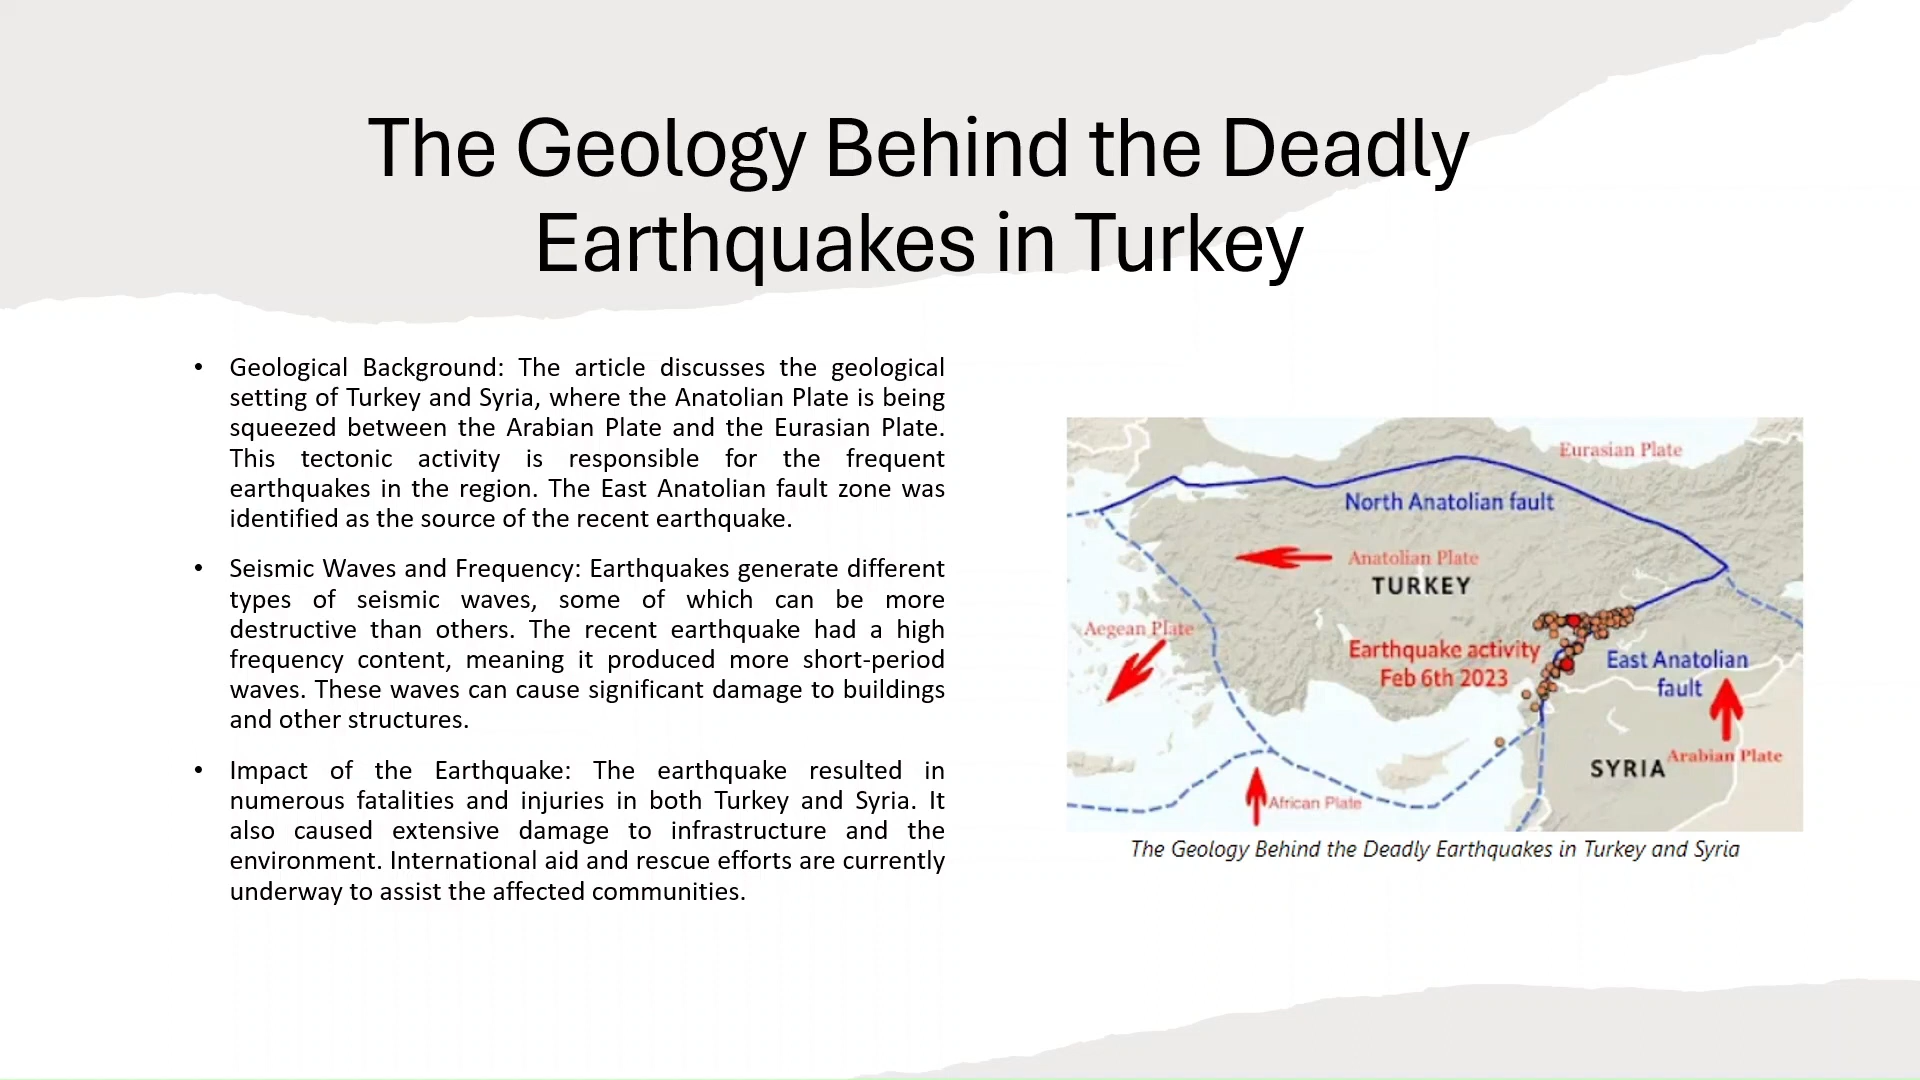 The Geology Behind the Deadly
Earthquakes in Turkey
• Geological Background: The article discusses the geological
setting of Turkey and Syria, where the Anatolian Plate is being
squeezed between the Arabian Plate and the Eurasian Plate.
This tectonic activity is responsible for the frequent
earthquakes in the region. The East Anatolian fault zone was
identified as the source of the recent earthquake.
• Seismic Waves and Frequency: Earthquakes generate different
types of seismic waves, some of which can be more
destructive than others. The recent earthquake had a high
frequency content, meaning it produced more short-period
waves. These waves can cause significant damage to buildings
and other structures.
• Impact of the Earthquake: The earthquake resulted in
numerous fatalities and injuries in both Turkey and Syria. It
also caused extensive damage to infrastructure and the
environment. International aid and rescue efforts are currently
underway to assist the affected communities.
Eurasian Plate
North Anatolian fault
Anatolian Plate
TURKEY
Aegean Plate
Earthquake activity
Feb 6th 2023
East Anatolian
fault
SYRIA
Arabian Plate
African Plate
The Geology Behind the Deadly Earthquakes in Turkey and Syria